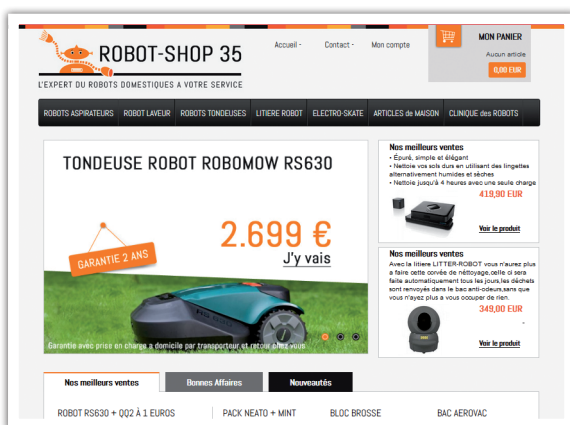 ROBOT-SHOP 35
L'EXPERT DU ROBOTS DOMESTIQUES A VOTRE SERVICE
Accueil - Contact - Mon compte
MON PANIER
Aucun article
0,00 EUR
ROBOTS ASPIRATEURS ROBOT LAVEUR ROBOTS TONDEUSES LITIERE ROBOT ELECTRO-SKATE ARTICLES de MAISON CLINIQUE des ROBOTS
TONDEUSE ROBOT ROBOMOW RS630
2.699 €
J'y vais
GARANTIE 2 ANS
Garantie avec prise en charge a domicile par transporteur et retour chez vous
Nos meilleurs ventes
• Épuré, simple et élégant
• Nettoie vos sols durs en utilisant des lingettes
alternativement humides et sèches
• Nettoie jusqu'à 4 heures avec une seule charge
419,90 EUR
Voir le produit
Nos meilleurs ventes
Avec la litiere LITTER-ROBOT vous n'aurez plus
a faire cette corvée de néttoyage,celle ci sera
faite automatiquement tous les jours,les déchets
sont renvoyés dans le bac anti-odeurs,sans que
vous n'ayez plus a vous occuper de rien.
349,00 EUR
Voir le produit
Nos meilleurs ventes Bonnes Affaires Nouveautés
ROBOT RS630 + QQ2 À 1 EUROS PACK NEATO + MINT BLOC BROSSE BAC AEROVAC